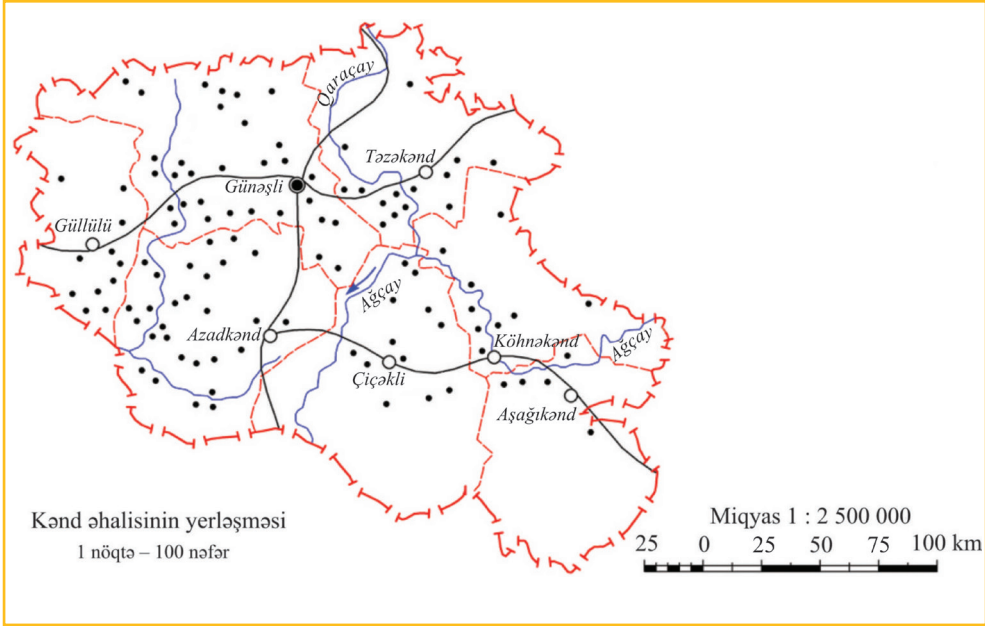 Qaraçay
Təzəkənd
Günəşli
Güllülü
Ağçay
Azadkənd
Köhnəkənd
Ağçay
Çiçəkli
Aşağıkənd
Kənd əhalisinin yerləşməsi
1 nöqtə – 100 nəfər
Miqyas 1 : 2 500 000
25 0 25 50 75 100 km